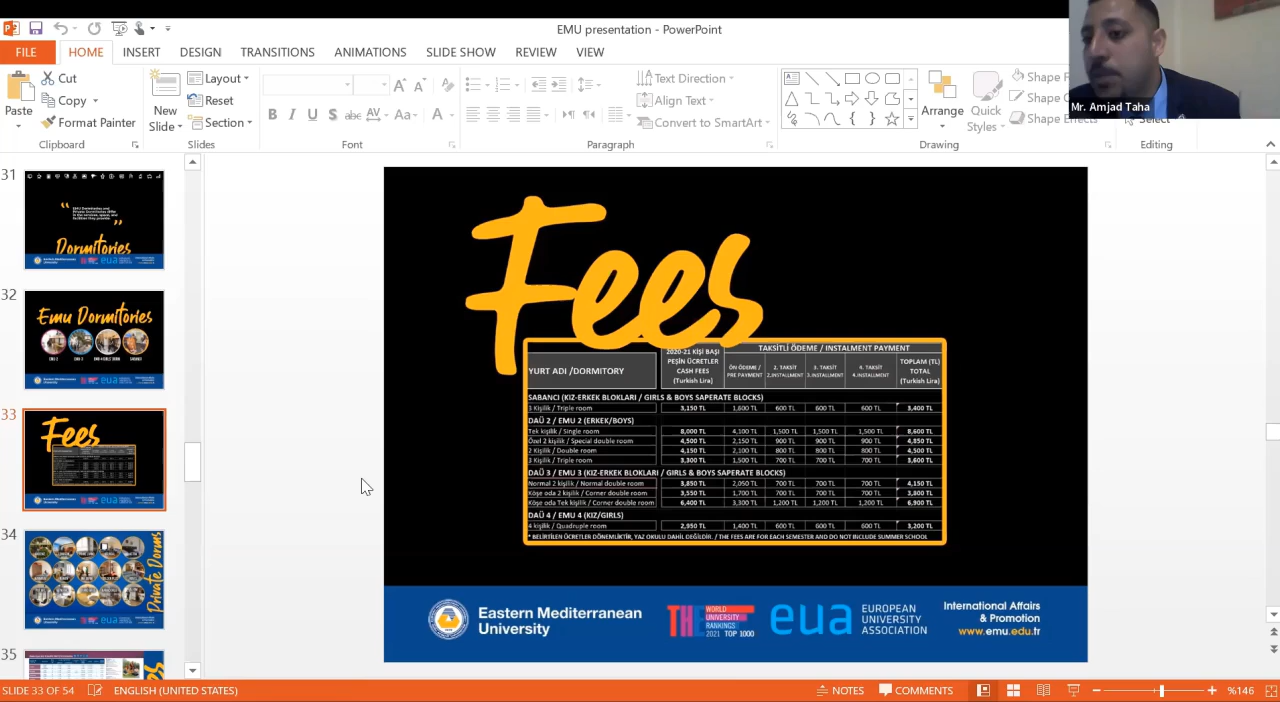 EMU presentation - PowerPoint
FILE HOME INSERT DESIGN TRANSITIONS ANIMATIONS SLIDE SHOW REVIEW VIEW
Mr. Amjad Taha
Paste
Cut
Copy
Format Painter
Clipboard
New Slide
Layout
Reset
Section
Slides
Font
Text Direction
Align Text
Convert to SmartArt
Paragraph
Arrange
Quick Styles
Shape
Shape
Shape Effects
Drawing
Select
Editing
31
EMU Dormitories and
Private Dormitories differ
in the services, space, and
facilities they provide
Dormitories
32
Emu Dormitories
33
Fees
34
Private Dorms
35
Fees
YURT ADI /DORMITORY
2020-21 KİŞİ BAŞI PEŞİN ÜCRETLER CASH FEES (Turkish Lira)
TAKSİTLİ ÖDEME / INSTALMENT PAYMENT
ÖN ÖDEME / PRE PAYMENT
2. TAKSİT 2.INSTALLMENT
3. TAKSİT 3.INSTALLMENT
4. TAKSİT 4.INSTALLMENT
TOPLAM (TL) TOTAL (Turkish Lira)
SABANCI (KIZ-ERKEK BLOKLARI / GIRLS & BOYS SAPERATE BLOCKS)
3 Kişilik / Triple room 3,150 TL 1,600 TL 600 TL 600 TL 600 TL 3,400 TL
DAÜ 2 / EMU 2 (ERKEK/BOYS)
Tek kişilik / Single room 8,000 TL 4,100 TL 1,500 TL 1,500 TL 1,500 TL 8,600 TL
Özel 2 kişilik / Special double room 4,500 TL 2,150 TL 900 TL 900 TL 900 TL 4,850 TL
2 Kişilik / Double room 4,150 TL 2,100 TL 800 TL 800 TL 800 TL 4,500 TL
3 Kişilik / Triple room 3,300 TL 1,500 TL 700 TL 700 TL 700 TL 3,600 TL
DAÜ 3 / EMU 3 (KIZ-ERKEK BLOKLARI / GIRLS & BOYS SAPERATE BLOCKS)
Normal 2 kişilik / Normal double room 3,850 TL 2,050 TL 700 TL 700 TL 700 TL 4,150 TL
Köşe oda 2 kişilik / Corner double room 3,550 TL 1,700 TL 700 TL 700 TL 700 TL 3,800 TL
Köşe oda Tek kişilik / Corner double room 6,400 TL 3,300 TL 1,200 TL 1,200 TL 1,200 TL 6,900 TL
DAÜ 4 / EMU 4 (KIZ/GIRLS)
4 kişilik / Quadruple room 2,950 TL 1,400 TL 600 TL 600 TL 600 TL 3,200 TL
* BELİRTİLEN ÜCRETLER DÖNEMLİKTİR, YAZ OKULU DAHİL DEĞİLDİR. / THE FEES ARE FOR EACH SEMESTER AND DO NOT INCLUDE SUMMER SCHOOL
Eastern Mediterranean
University
THE WORLD UNIVERSITY RANKINGS 2021 TOP 1000
eua EUROPEAN UNIVERSITY ASSOCIATION
International Affairs
& Promotion
www.emu.edu.tr
SLIDE 33 OF 54 ENGLISH (UNITED STATES) NOTES COMMENTS %146